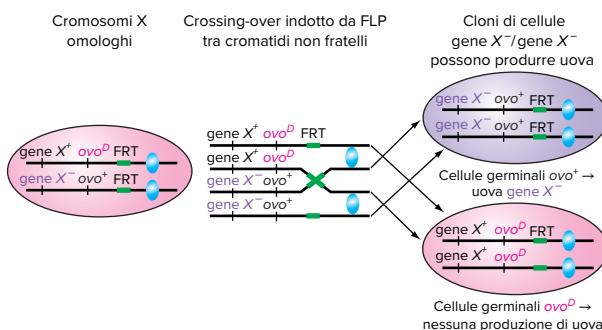 Cromosomi X
omologhi
Crossing-over indotto da FLP
tra cromatidi non fratelli
Cloni di cellule
gene X⁻/gene X⁻
possono produrre uova
gene X⁺ ovoᴰ FRT
gene X⁻ ovo⁺
gene X⁺ ovoᴰ FRT
gene X⁺ ovoᴰ
gene X⁻ ovo⁺
gene X⁻ ovo⁺
gene X⁻ ovo⁺ FRT
gene X⁻ ovo⁺
Cellule germinali ovo⁺ →
uova gene X⁻
gene X⁺ ovoᴰ FRT
gene X⁺ ovoᴰ
Cellule germinali ovoᴰ →
nessuna produzione di uova